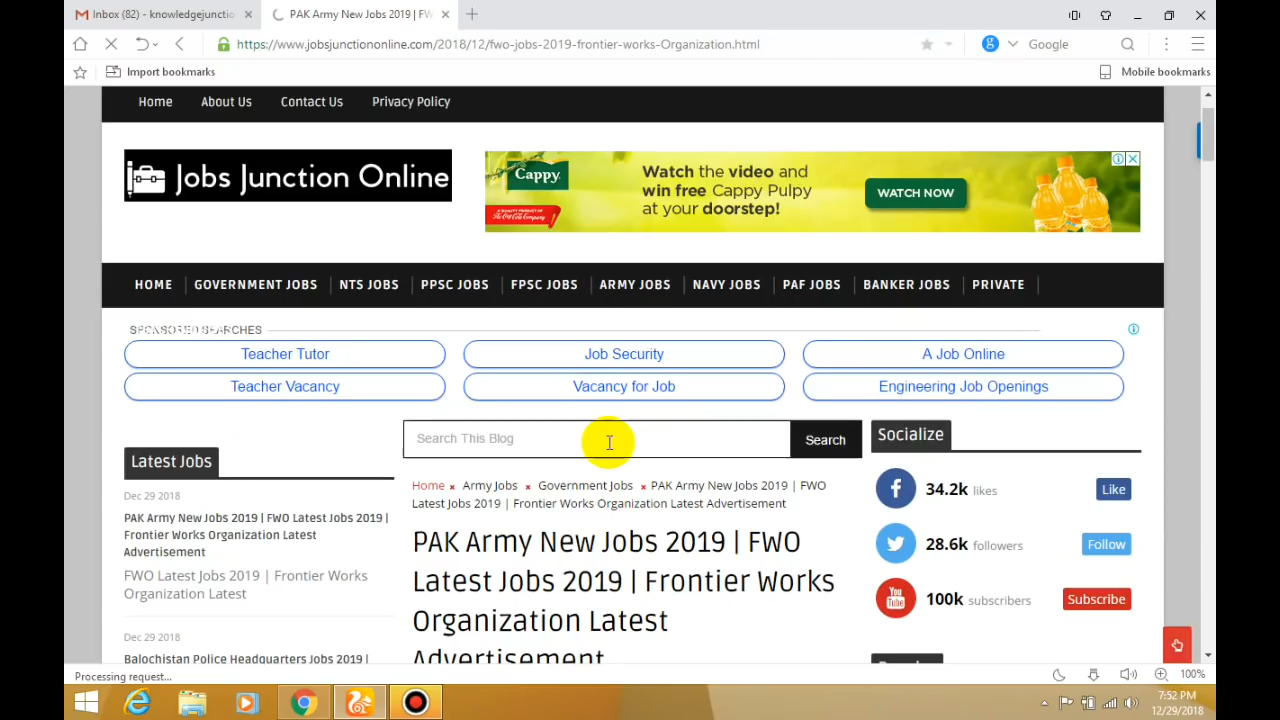 Inbox (82) - knowledgejunctio
PAK Army New Jobs 2019 | FW
https://www.jobsjunctiononline.com/2018/12/fwo-jobs-2019-frontier-works-Organization.html
Google
Import bookmarks
Mobile bookmarks
Home About Us Contact Us Privacy Policy
Jobs Junction Online
Cappy
Watch the video and
win free Cappy Pulpy
at your doorstep!
WATCH NOW
HOME GOVERNMENT JOBS NTS JOBS PPSC JOBS FPSC JOBS ARMY JOBS NAVY JOBS PAF JOBS BANKER JOBS PRIVATE
SPONSORED SEARCHES
Teacher Tutor Job Security A Job Online
Teacher Vacancy Vacancy for Job Engineering Job Openings
Search This Blog
Search
Latest Jobs
Dec 29 2018
PAK Army New Jobs 2019 | FWO Latest Jobs 2019 |
Frontier Works Organization Latest
Advertisement
FWO Latest Jobs 2019 | Frontier Works
Organization Latest
Dec 29 2018
Balochistan Police Headquarters Jobs 2019 |
Home × Army Jobs × Government Jobs × PAK Army New Jobs 2019 | FWO
Latest Jobs 2019 | Frontier Works Organization Latest Advertisement
PAK Army New Jobs 2019 | FWO
Latest Jobs 2019 | Frontier Works
Organization Latest
Advertisement
Socialize
34.2k likes Like
28.6k followers Follow
You
Tube
100k subscribers Subscribe
Processing request...
100%
7:52 PM
12/29/2018